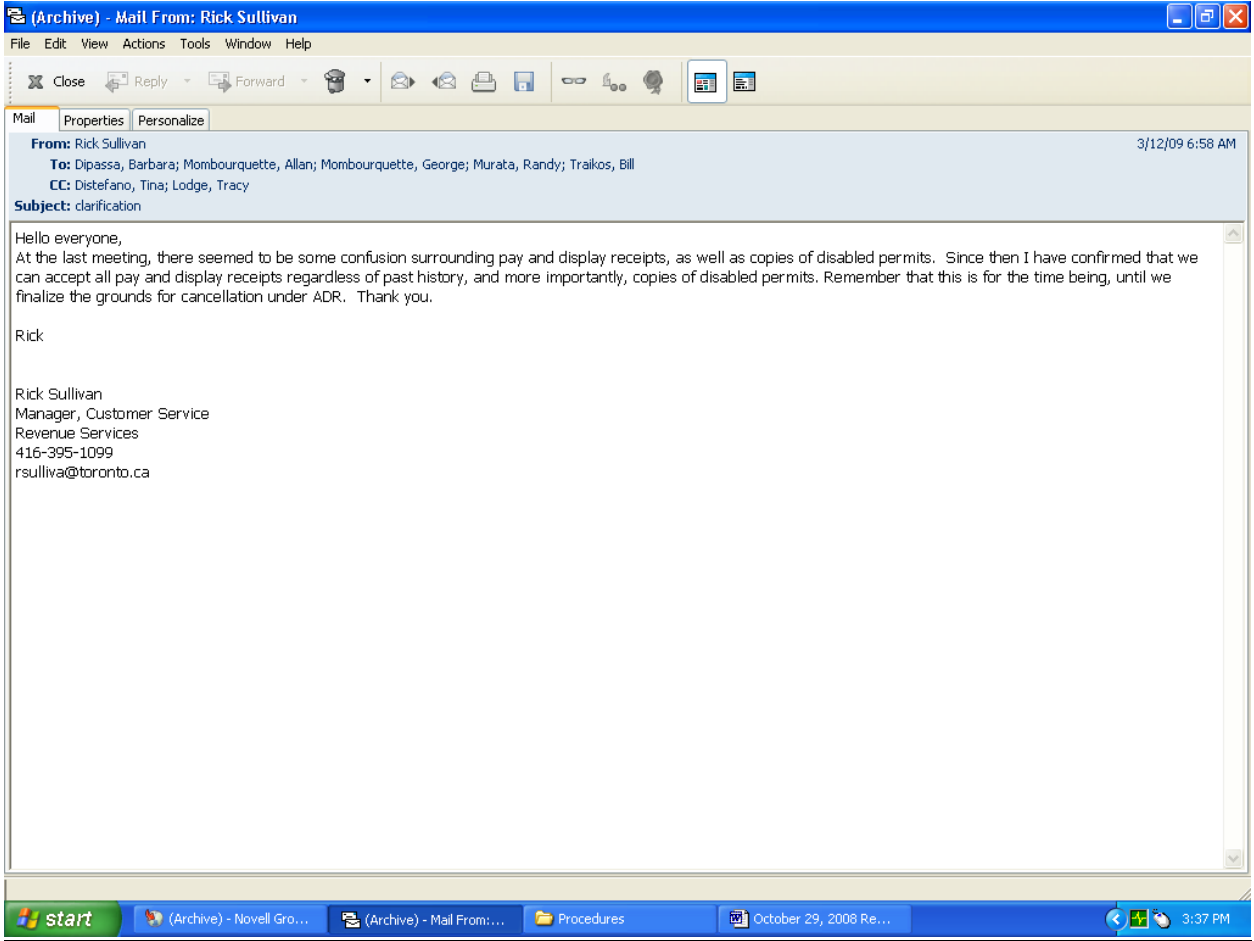 (Archive) - Mail From: Rick Sullivan
File Edit View Actions Tools Window Help
Close Reply Forward
Mail Properties Personalize
From: Rick Sullivan 3/12/09 6:58 AM
To: Dipassa, Barbara; Mombourquette, Allan; Mombourquette, George; Murata, Randy; Traikos, Bill
CC: Distefano, Tina; Lodge, Tracy
Subject: clarification
Hello everyone,
At the last meeting, there seemed to be some confusion surrounding pay and display receipts, as well as copies of disabled permits. Since then I have confirmed that we
can accept all pay and display receipts regardless of past history, and more importantly, copies of disabled permits. Remember that this is for the time being, until we
finalize the grounds for cancellation under ADR. Thank you.
Rick
Rick Sullivan
Manager, Customer Service
Revenue Services
416-395-1099
rsulliva@toronto.ca
start (Archive) - Novell Gro... (Archive) - Mail From:... Procedures October 29, 2008 Re... 3:37 PM